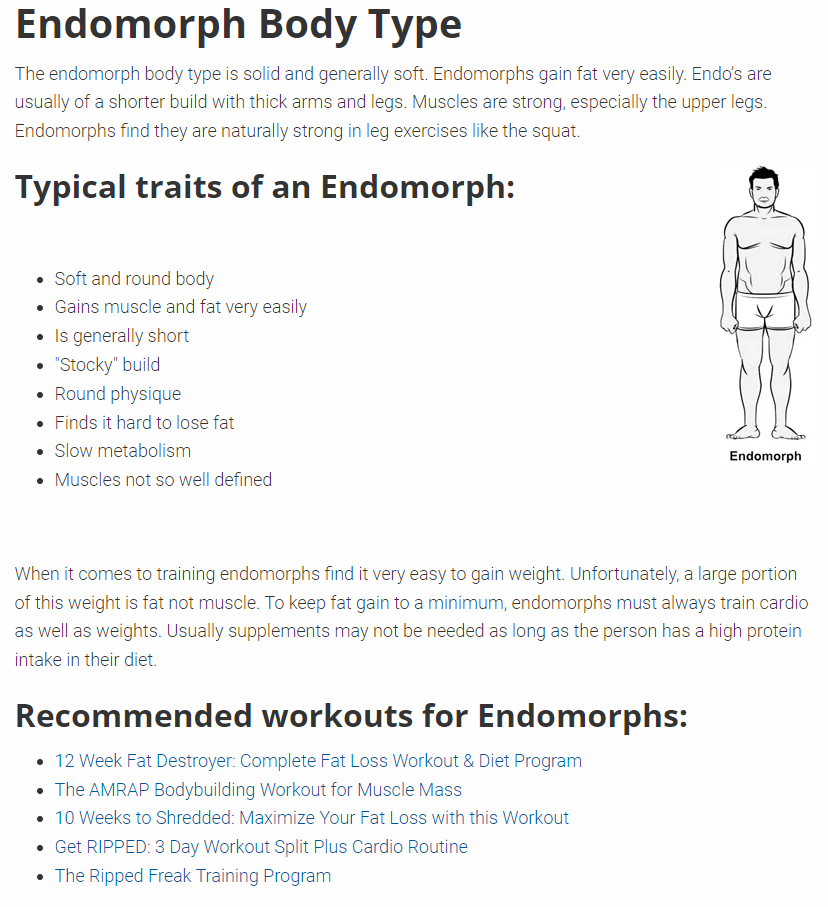 Endomorph Body Type
The endomorph body type is solid and generally soft. Endomorphs gain fat very easily. Endo’s are
usually of a shorter build with thick arms and legs. Muscles are strong, especially the upper legs.
Endomorphs find they are naturally strong in leg exercises like the squat.
Typical traits of an Endomorph:
• Soft and round body
• Gains muscle and fat very easily
• Is generally short
• "Stocky" build
• Round physique
• Finds it hard to lose fat
• Slow metabolism
• Muscles not so well defined
Endomorph
When it comes to training endomorphs find it very easy to gain weight. Unfortunately, a large portion
of this weight is fat not muscle. To keep fat gain to a minimum, endomorphs must always train cardio
as well as weights. Usually supplements may not be needed as long as the person has a high protein
intake in their diet.
Recommended workouts for Endomorphs:
• 12 Week Fat Destroyer: Complete Fat Loss Workout & Diet Program
• The AMRAP Bodybuilding Workout for Muscle Mass
• 10 Weeks to Shredded: Maximize Your Fat Loss with this Workout
• Get RIPPED: 3 Day Workout Split Plus Cardio Routine
• The Ripped Freak Training Program